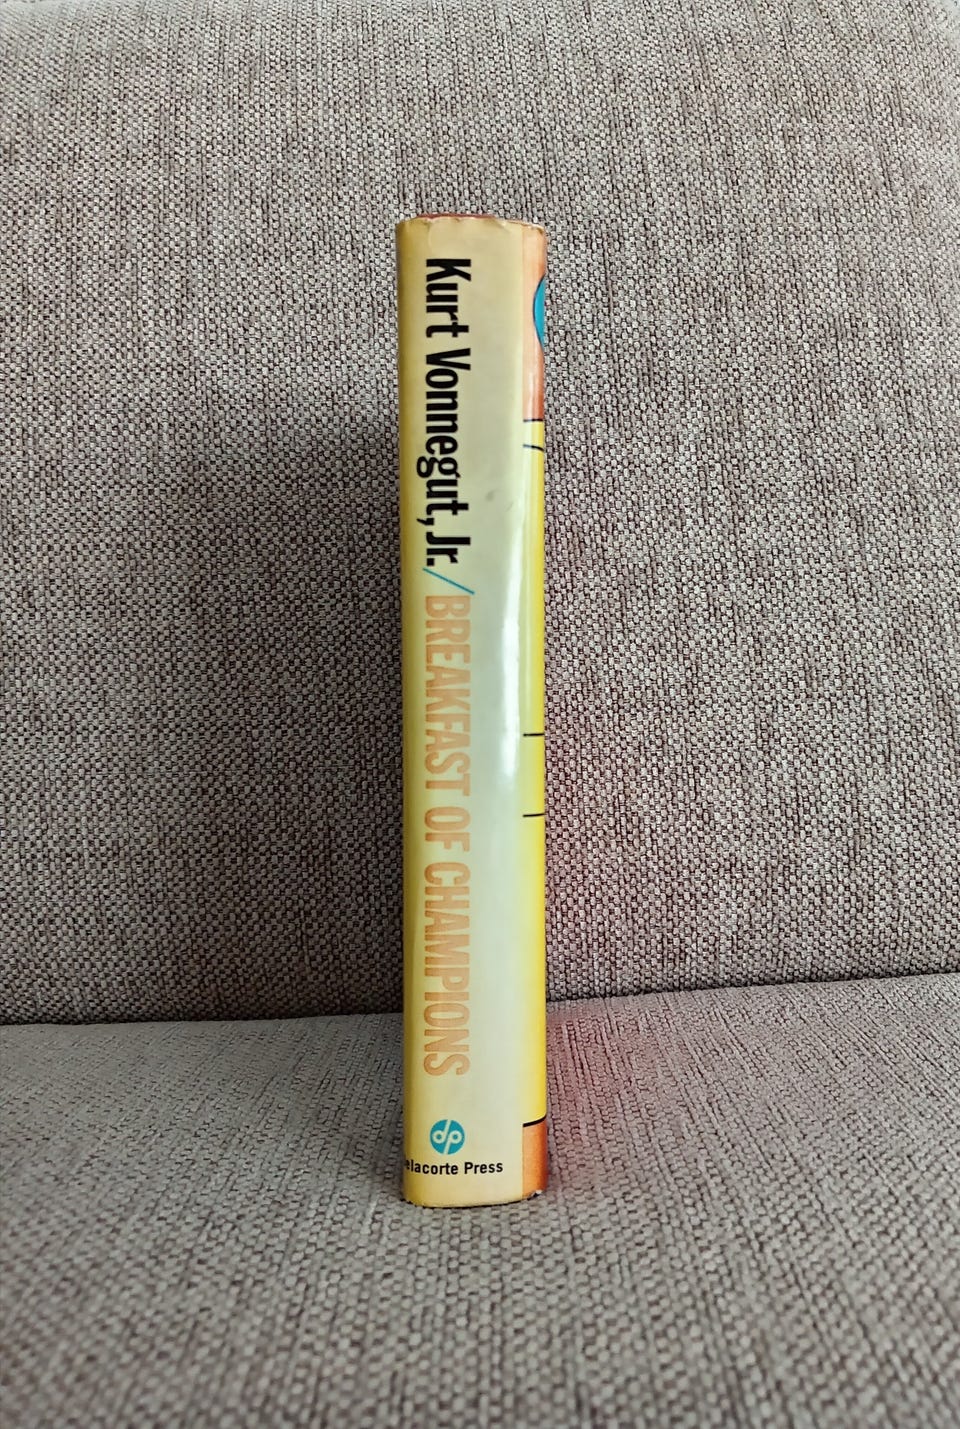 Kurt Vonnegut, Jr./BREAKFAST OF CHAMPIONS
dp
elacorte Press